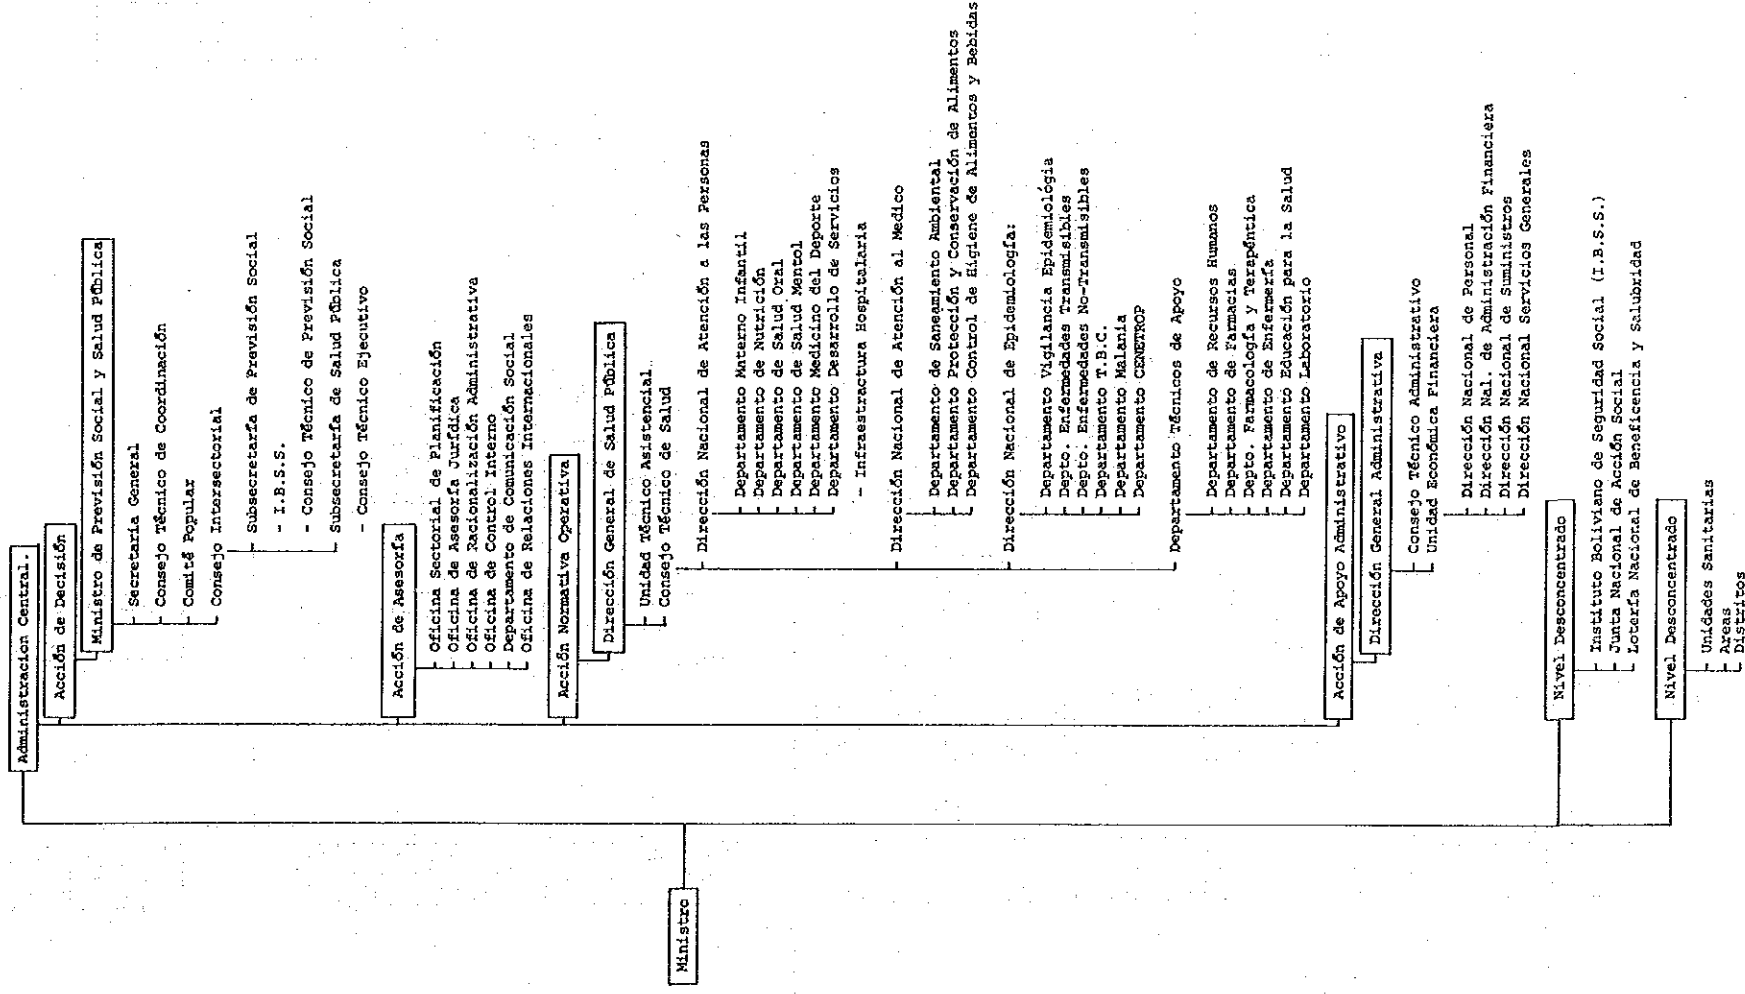 Ministro
Administracion Central.
Acción de Decisión
Ministro de Previsión Social y Salud Pública
Secretaria General
Consejo Técnico de Coordinación
Comité Popular
Consejo Intersectorial
Subsecretaría de Previsión Social
- I.B.S.S.
- Consejo Técnico de Previsión Social
Subsecretaría de Salud Pública
- Consejo Técnico Ejecutivo
Acción de Asesoría
Oficina Sectorial de Planificación
Oficina de Asesoría Jurídica
Oficina de Racionalización Administrativa
Oficina de Control Interno
Departamento de Comunicación Social
Oficina de Relaciones Internacionales
Acción Normativa Operativa
Dirección General de Salud Pública
Unidad Técnico Asistencial
Consejo Técnico de Salud
Dirección Nacional de Atención a las Personas
Departamento Materno Infantil
Departamento de Nutrición
Departamento de Salud Oral
Departamento de Salud Mentol
Departamento Medicino del Deporte
Departamento Desarrollo de Servicios
- Infraestractura Hospitalaria
Dirección Nacional de Atención al Medico
Departamento de Saneamiento Ambiental
Departamento Protección y Conservación de Alimentos
Departamento Control de Higiene de Alimentos y Bebidas
Dirección Nacional de Epidemiología:
Departamento Vigilancia Epidemiológia
Depto. Enfermedades Transmisibles
Depto. Enfermedades No-Transmisibles
Departamento T.B.C.
Departamento Malania
Departamento CENETROP
Departamento Técnicos de Apoyo
Departamento de Recursos Humanos
Departamento de Farmacias
Depto. Farmacología y Terapéntica
Departamento de Enfermería
Departamento Educación para la Salud
Departamento Laboratorio
Acción de Apoyo Administrativo
Dirección General Administrativa
Consejo Técnico Administrativo
Unidad Económica Financiera
Dirección Nacional de Personal
Dirección Nal. de Administración Financiera
Dirección Nacional de Suministros
Dirección Nacional Servicios Generales
Nivel Desconcentrado
Instituto Boliviano de Seguridad Social (I.B.S.S.)
Junta Nacional de Acción Social
Lotería Nacional de Beneficencia y Salubridad
Nivel Desconcentrado
Unidades Sanitarias
Areas
Distritos